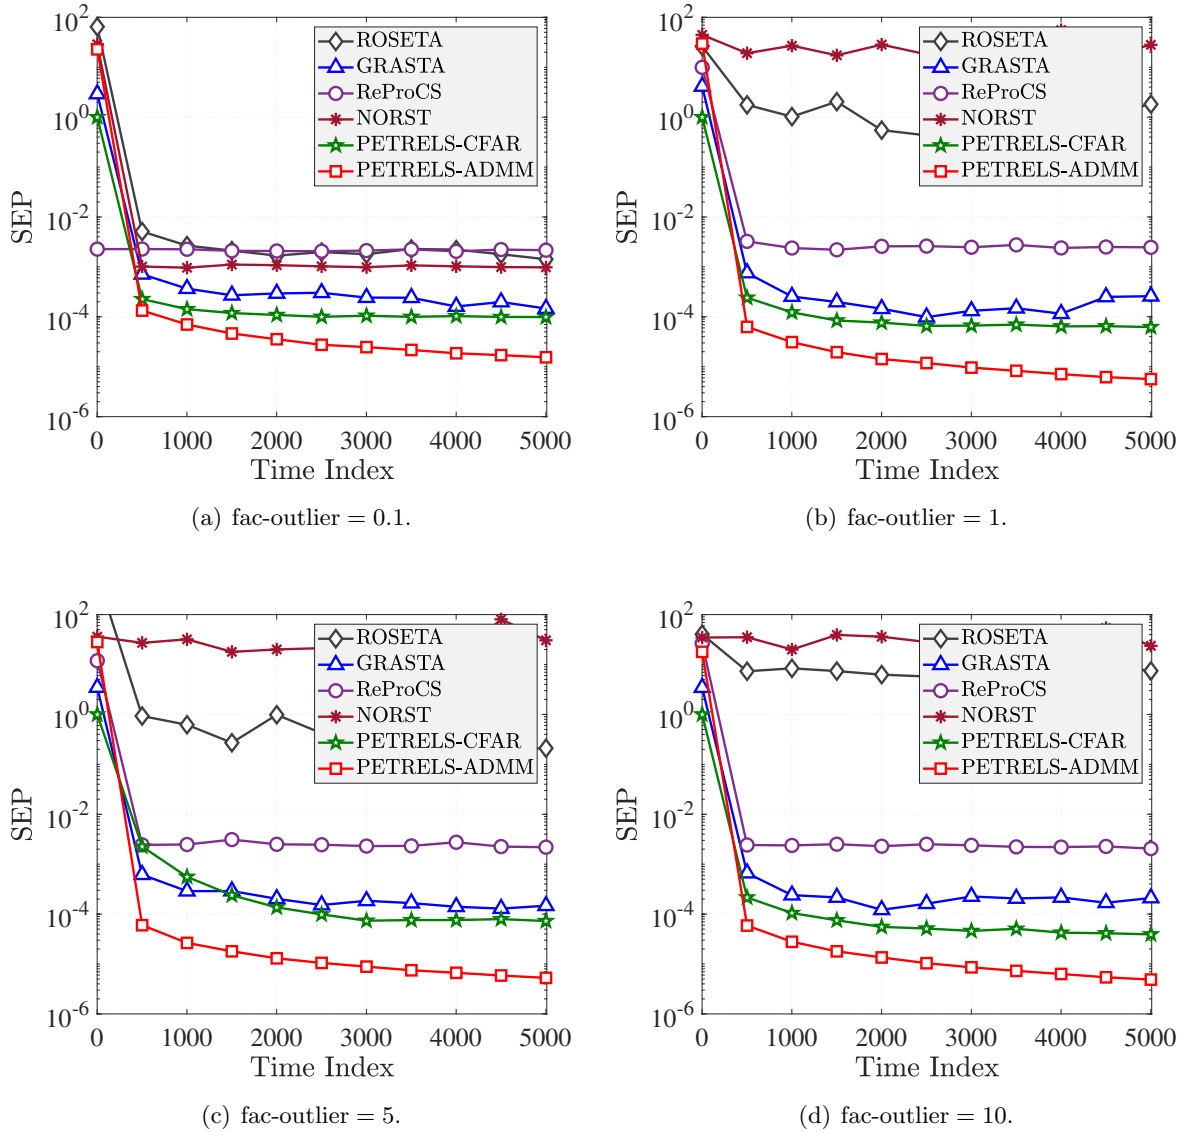 10^2
10^0
10^-2
10^-4
10^-6
SEP
ROSETA
GRASTA
ReProCS
NORST
PETRELS-CFAR
PETRELS-ADMM
0 1000 2000 3000 4000 5000
Time Index
(a) fac-outlier = 0.1.
10^2
10^0
10^-2
10^-4
10^-6
SEP
ROSETA
GRASTA
ReProCS
NORST
PETRELS-CFAR
PETRELS-ADMM
0 1000 2000 3000 4000 5000
Time Index
(b) fac-outlier = 1.
10^2
10^0
10^-2
10^-4
10^-6
SEP
ROSETA
GRASTA
ReProCS
NORST
PETRELS-CFAR
PETRELS-ADMM
0 1000 2000 3000 4000 5000
Time Index
(c) fac-outlier = 5.
10^2
10^0
10^-2
10^-4
10^-6
SEP
ROSETA
GRASTA
ReProCS
NORST
PETRELS-CFAR
PETRELS-ADMM
0 1000 2000 3000 4000 5000
Time Index
(d) fac-outlier = 10.